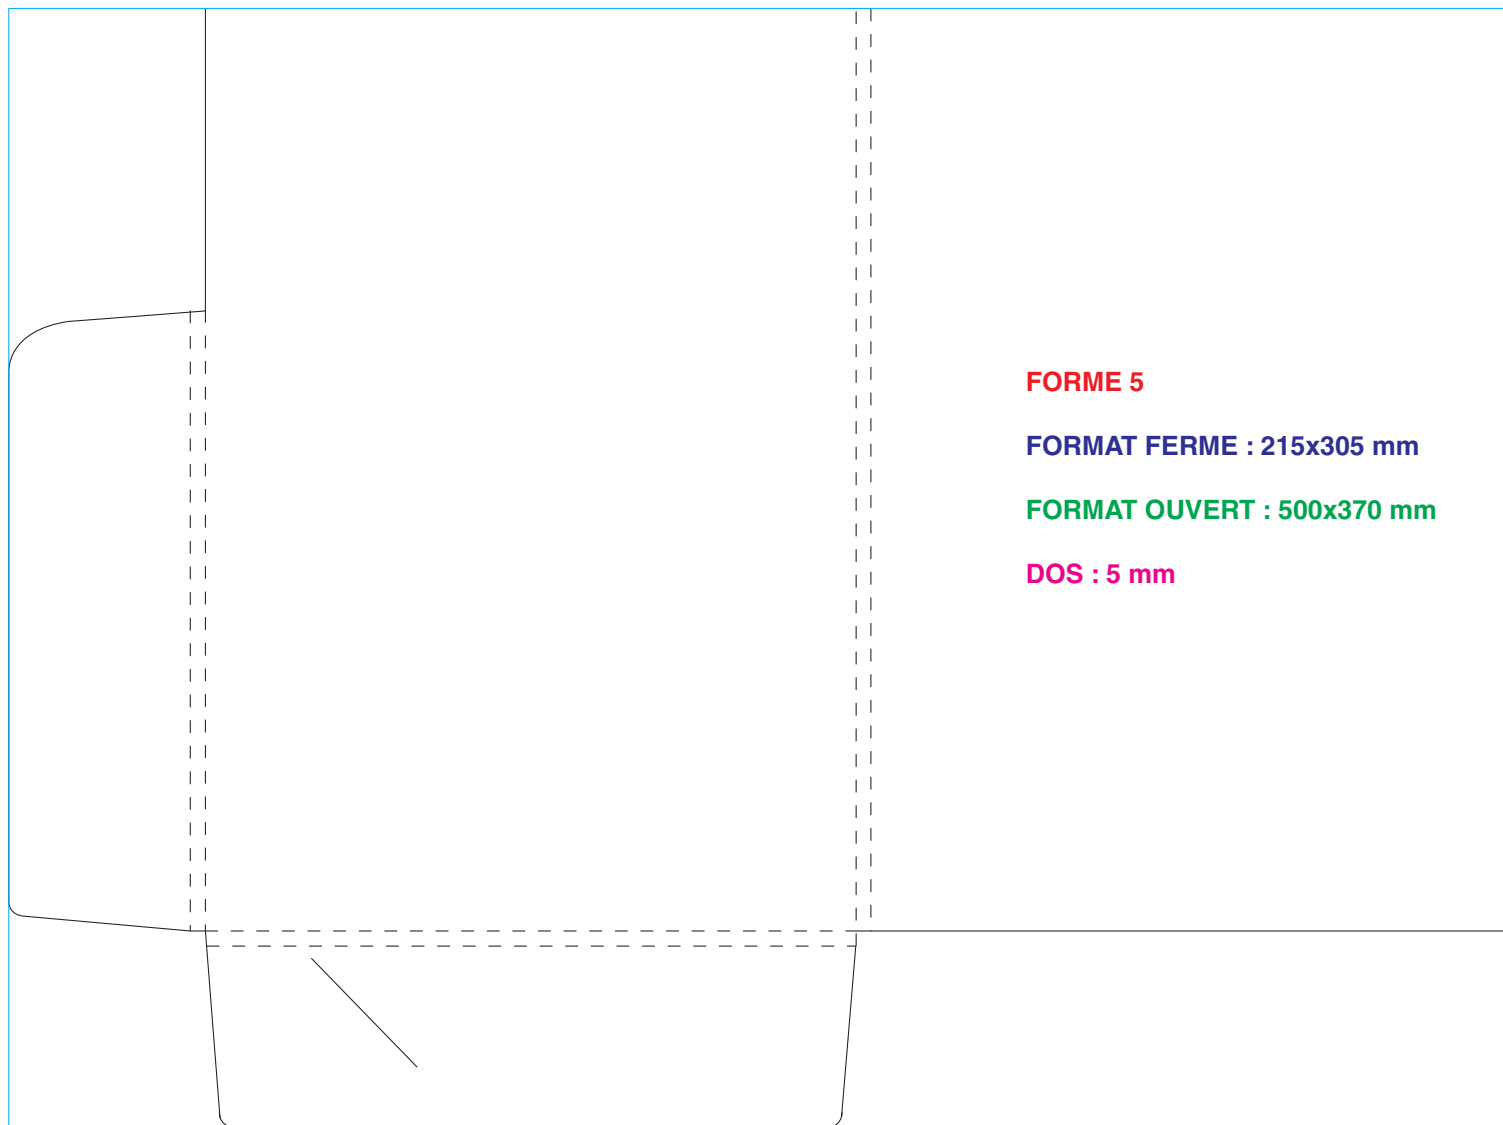 FORME 5
FORMAT FERME : 215x305 mm
FORMAT OUVERT : 500x370 mm
DOS : 5 mm